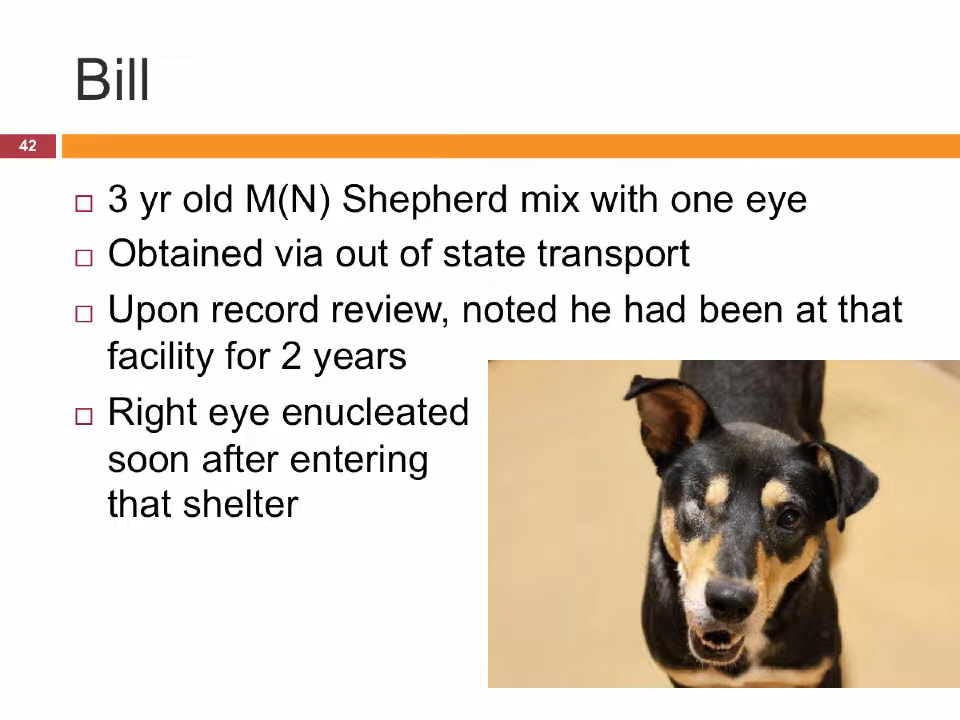 Bill
42
3 yr old M(N) Shepherd mix with one eye
Obtained via out of state transport
Upon record review, noted he had been at that
facility for 2 years
Right eye enucleated
soon after entering
that shelter